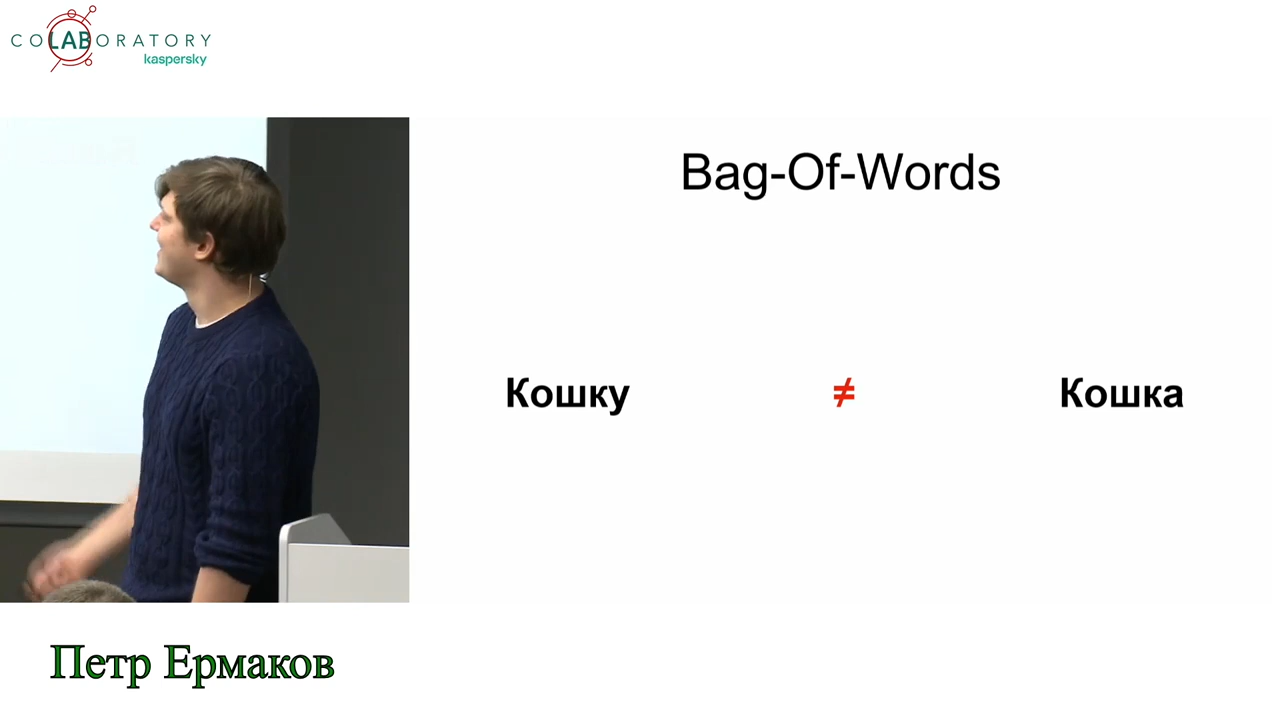 COLABORATORY
kaspersky
Bag-Of-Words
Кошку ≠ Кошка
Петр Ермаков